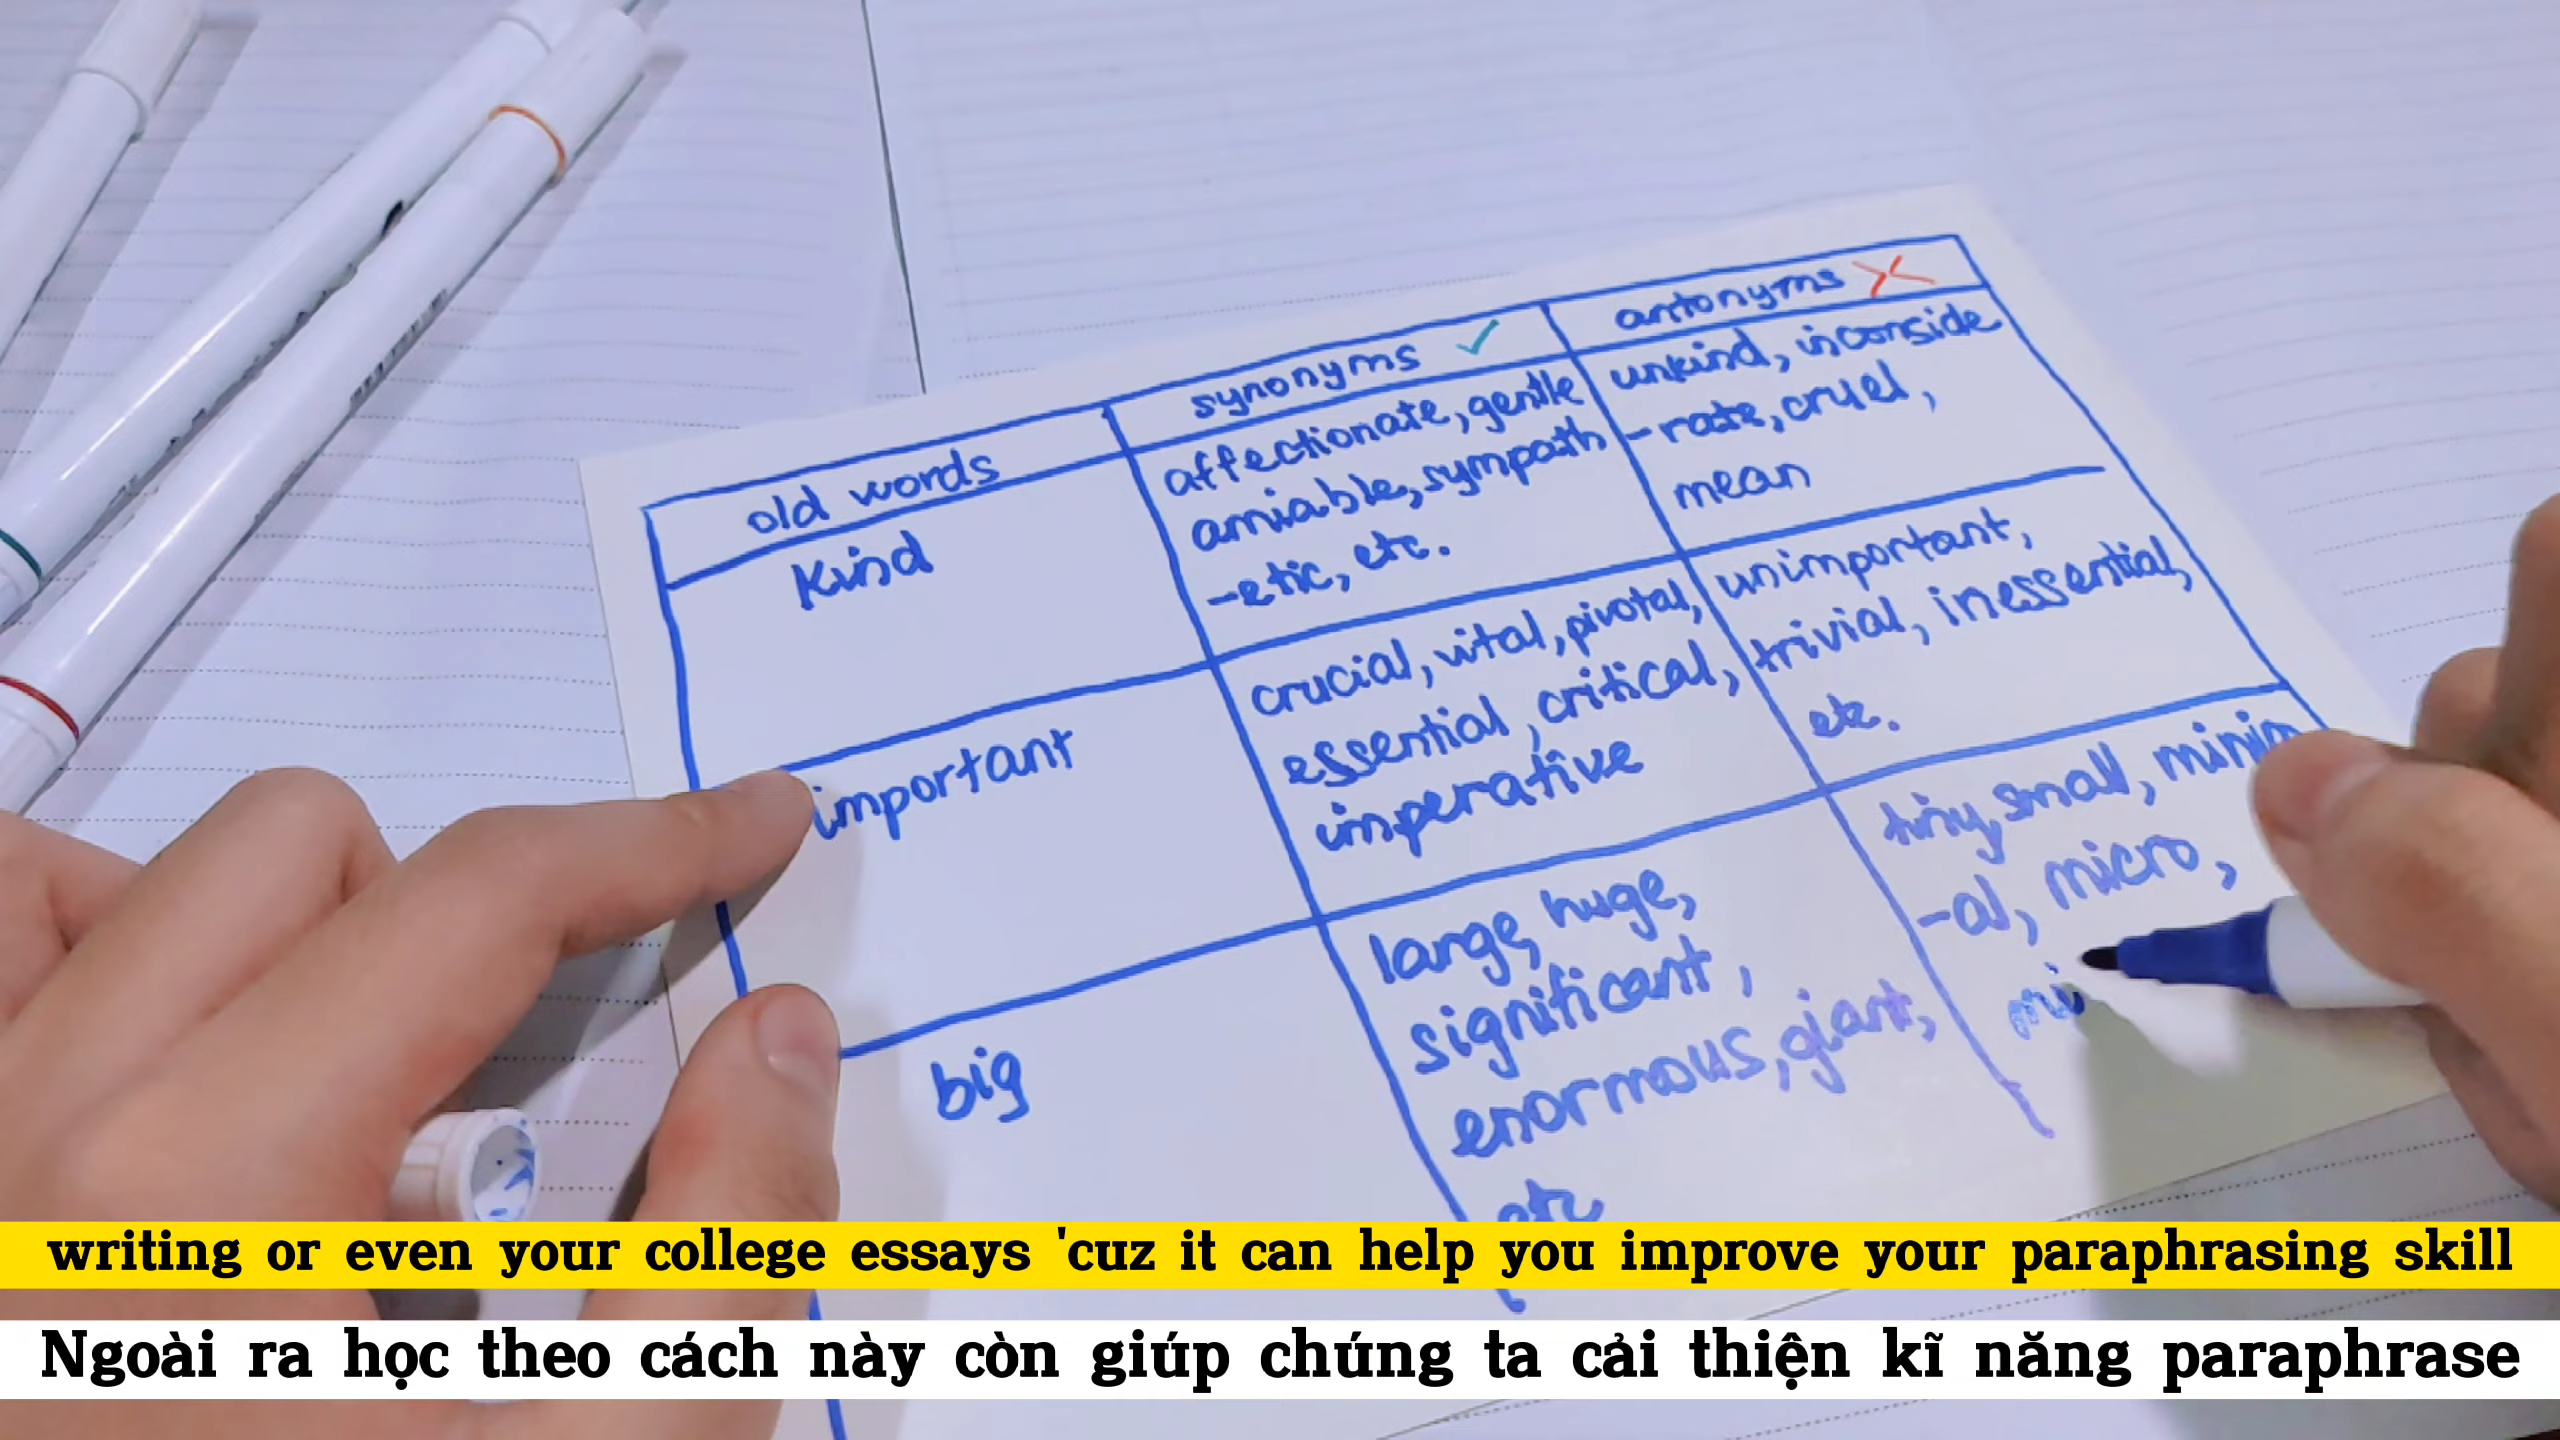 old words
synonyms ✓
antonyms ✗
Kind
affectionate, gentle
amiable, sympath
-etic, etc.
unkind, inconside
-rate, cruel,
mean
important
crucial, vital, pivotal,
essential, critical,
imperative
unimportant,
trivial, inessential,
etc.
big
large, huge,
significant,
enormous, giant,
etc
tiny, small, minim
-al, micro,
mi
writing or even your college essays 'cuz it can help you improve your paraphrasing skill
Ngoài ra học theo cách này còn giúp chúng ta cải thiện kĩ năng paraphrase